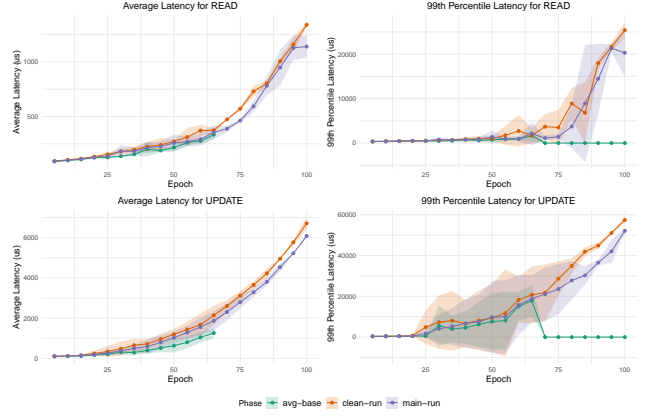 Average Latency for READ
Average Latency (us)
1000
500
25
50
75
100
Epoch
99th Percentile Latency for READ
99th Percentile Latency (us)
20000
10000
0
25
50
75
100
Epoch
Average Latency for UPDATE
Average Latency (us)
6000
4000
2000
0
25
50
75
100
Epoch
99th Percentile Latency for UPDATE
99th Percentile Latency (us)
60000
40000
20000
0
25
50
75
100
Epoch
Phase avg-base clean-run main-run